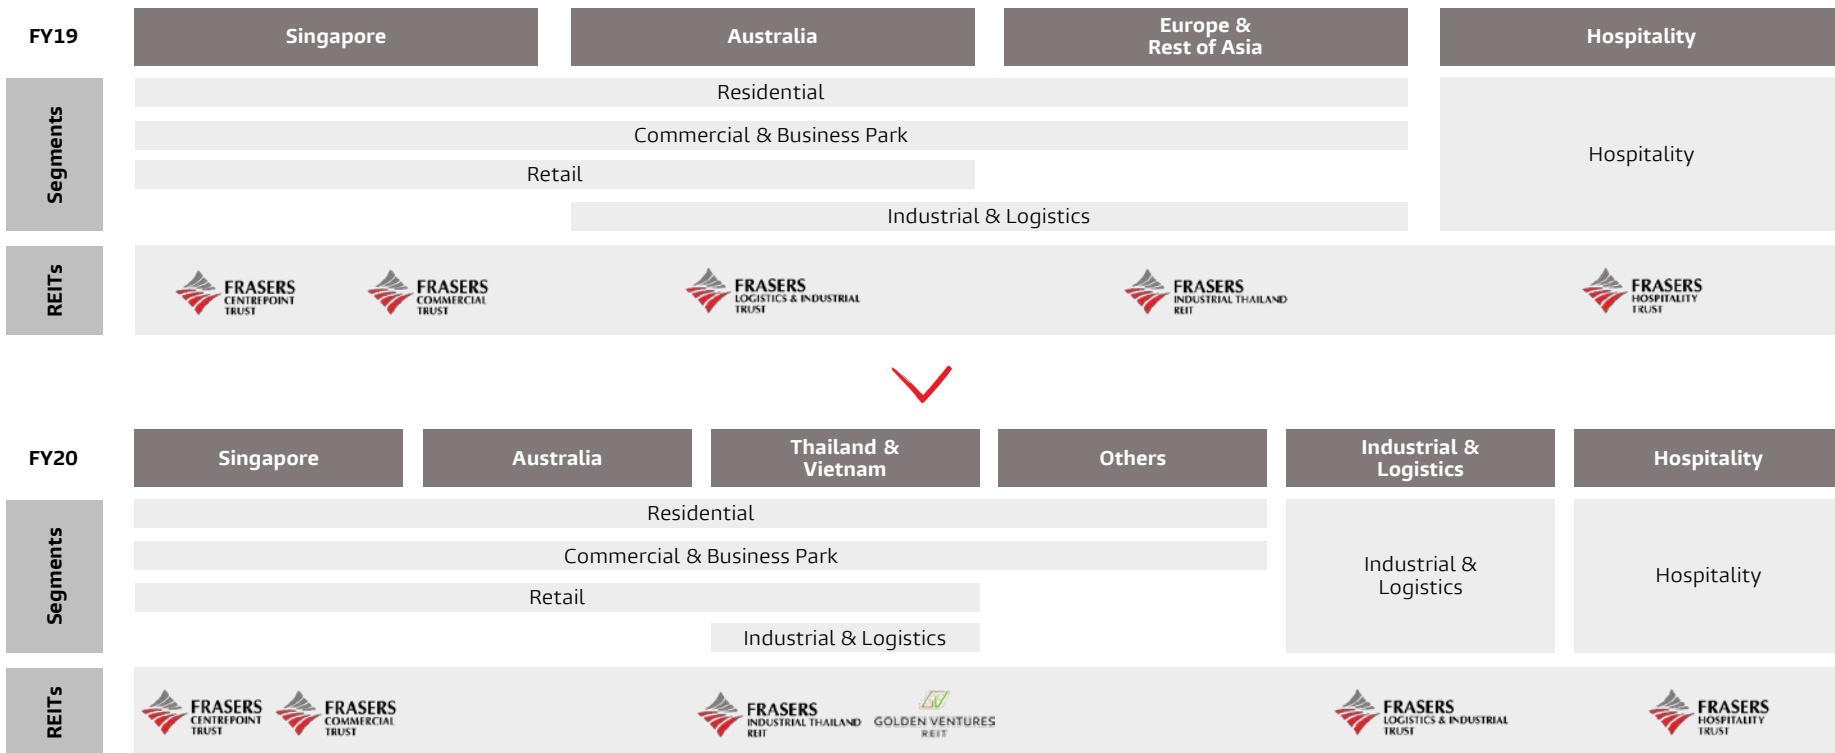 FY19
Singapore
Australia
Europe &
Rest of Asia
Hospitality
Segments
Residential
Commercial & Business Park
Retail
Industrial & Logistics
Hospitality
REITs
FRASERS
CENTREPOINT
TRUST
FRASERS
COMMERCIAL
TRUST
FRASERS
LOGISTICS & INDUSTRIAL
TRUST
FRASERS
INDUSTRIAL THAILAND
REIT
FRASERS
HOSPITALITY
TRUST
FY20
Singapore
Australia
Thailand &
Vietnam
Others
Industrial &
Logistics
Hospitality
Segments
Residential
Commercial & Business Park
Retail
Industrial & Logistics
Industrial &
Logistics
Hospitality
REITs
FRASERS
CENTREPOINT
TRUST
FRASERS
COMMERCIAL
TRUST
FRASERS
INDUSTRIAL THAILAND
REIT
GOLDEN VENTURES
REIT
FRASERS
LOGISTICS & INDUSTRIAL
TRUST
FRASERS
HOSPITALITY
TRUST